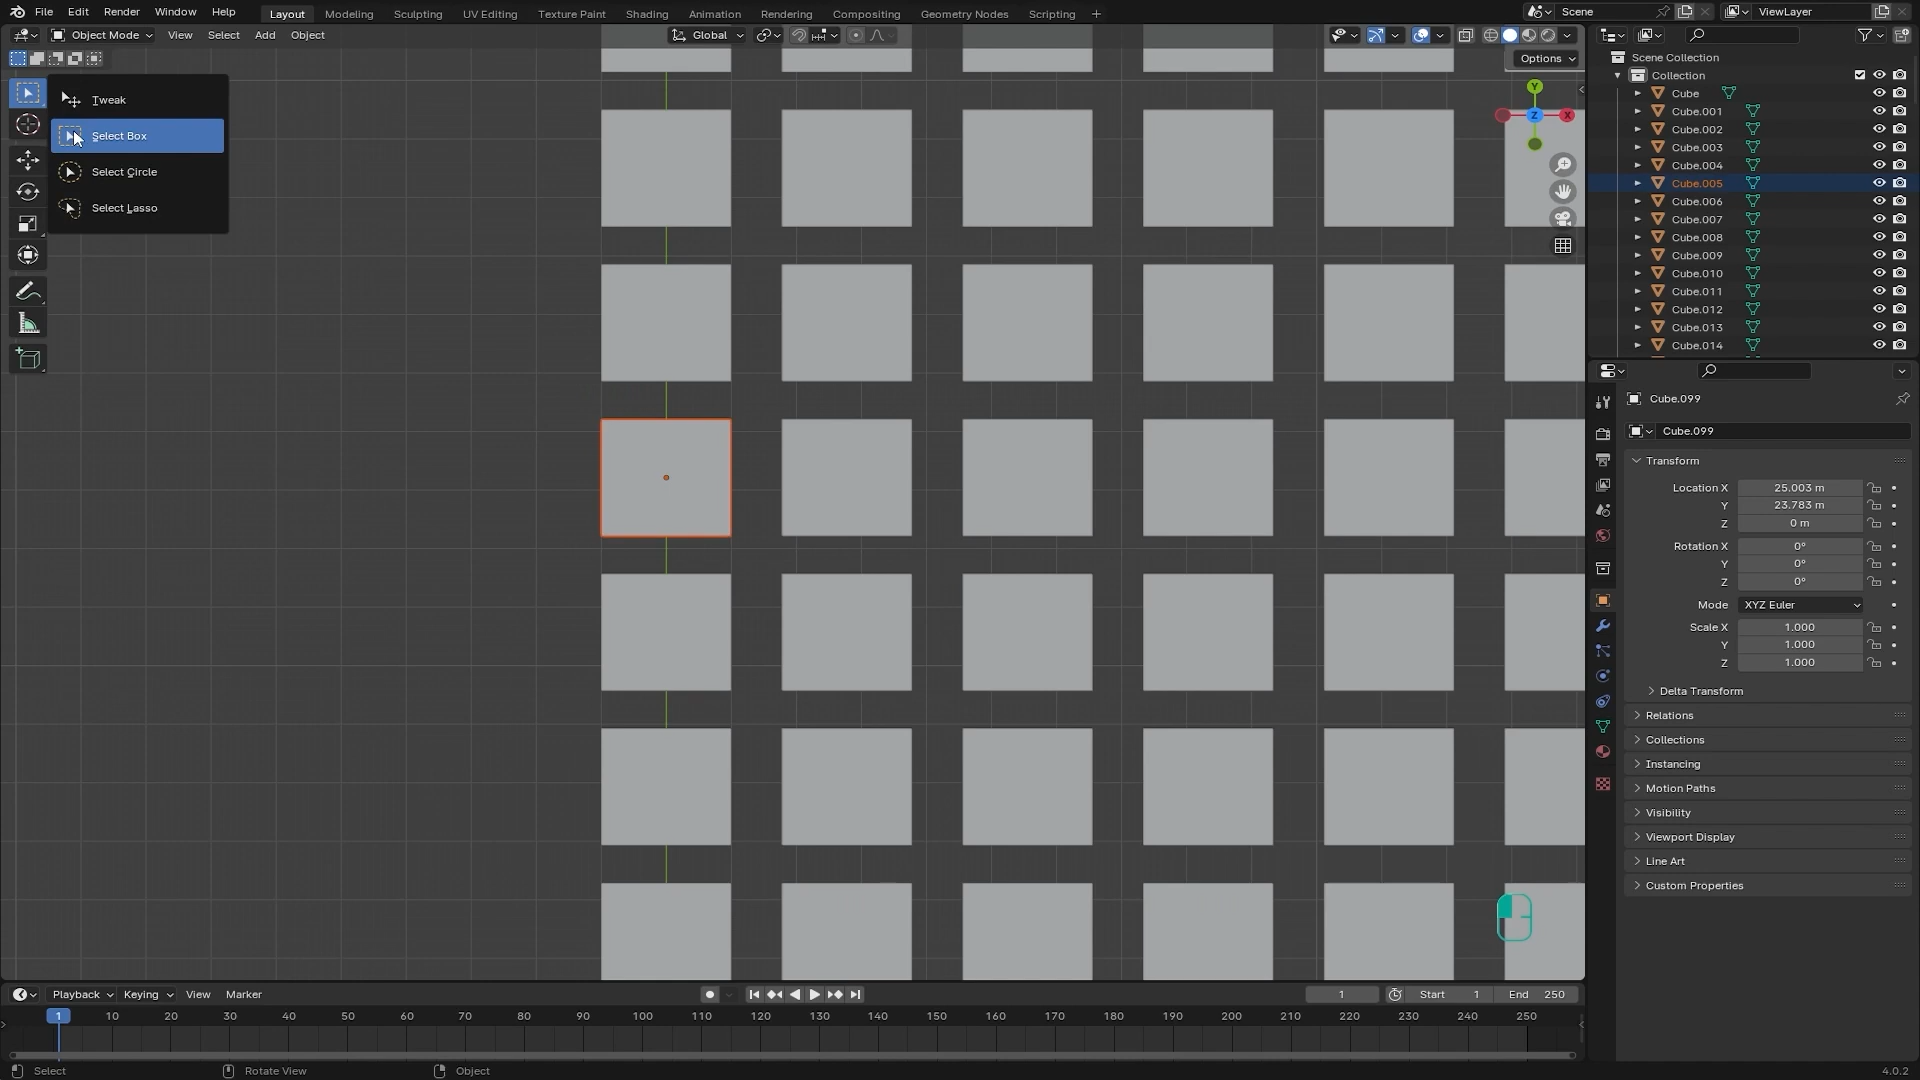 File Edit Render Window Help
Layout Modeling Sculpting UV Editing Texture Paint Shading Animation Rendering Compositing Geometry Nodes Scripting +
Scene
ViewLayer
Object Mode View Select Add Object
Global
Options
Tweak
Select Box
Select Circle
Select Lasso
Y
Z
X
Scene Collection
Collection
Cube
Cube.001
Cube.002
Cube.003
Cube.004
Cube.005
Cube.006
Cube.007
Cube.008
Cube.009
Cube.010
Cube.011
Cube.012
Cube.013
Cube.014
Cube.099
Cube.099
Transform
Location X 25.003 m
Y 23.783 m
Z 0 m
Rotation X 0°
Y 0°
Z 0°
Mode XYZ Euler
Scale X 1.000
Y 1.000
Z 1.000
Delta Transform
Relations
Collections
Instancing
Motion Paths
Visibility
Viewport Display
Line Art
Custom Properties
Playback Keying View Marker
1
Start 1 End 250
1 10 20 30 40 50 60 70 80 90 100 110 120 130 140 150 160 170 180 190 200 210 220 230 240 250
Select Rotate View Object
4.0.2